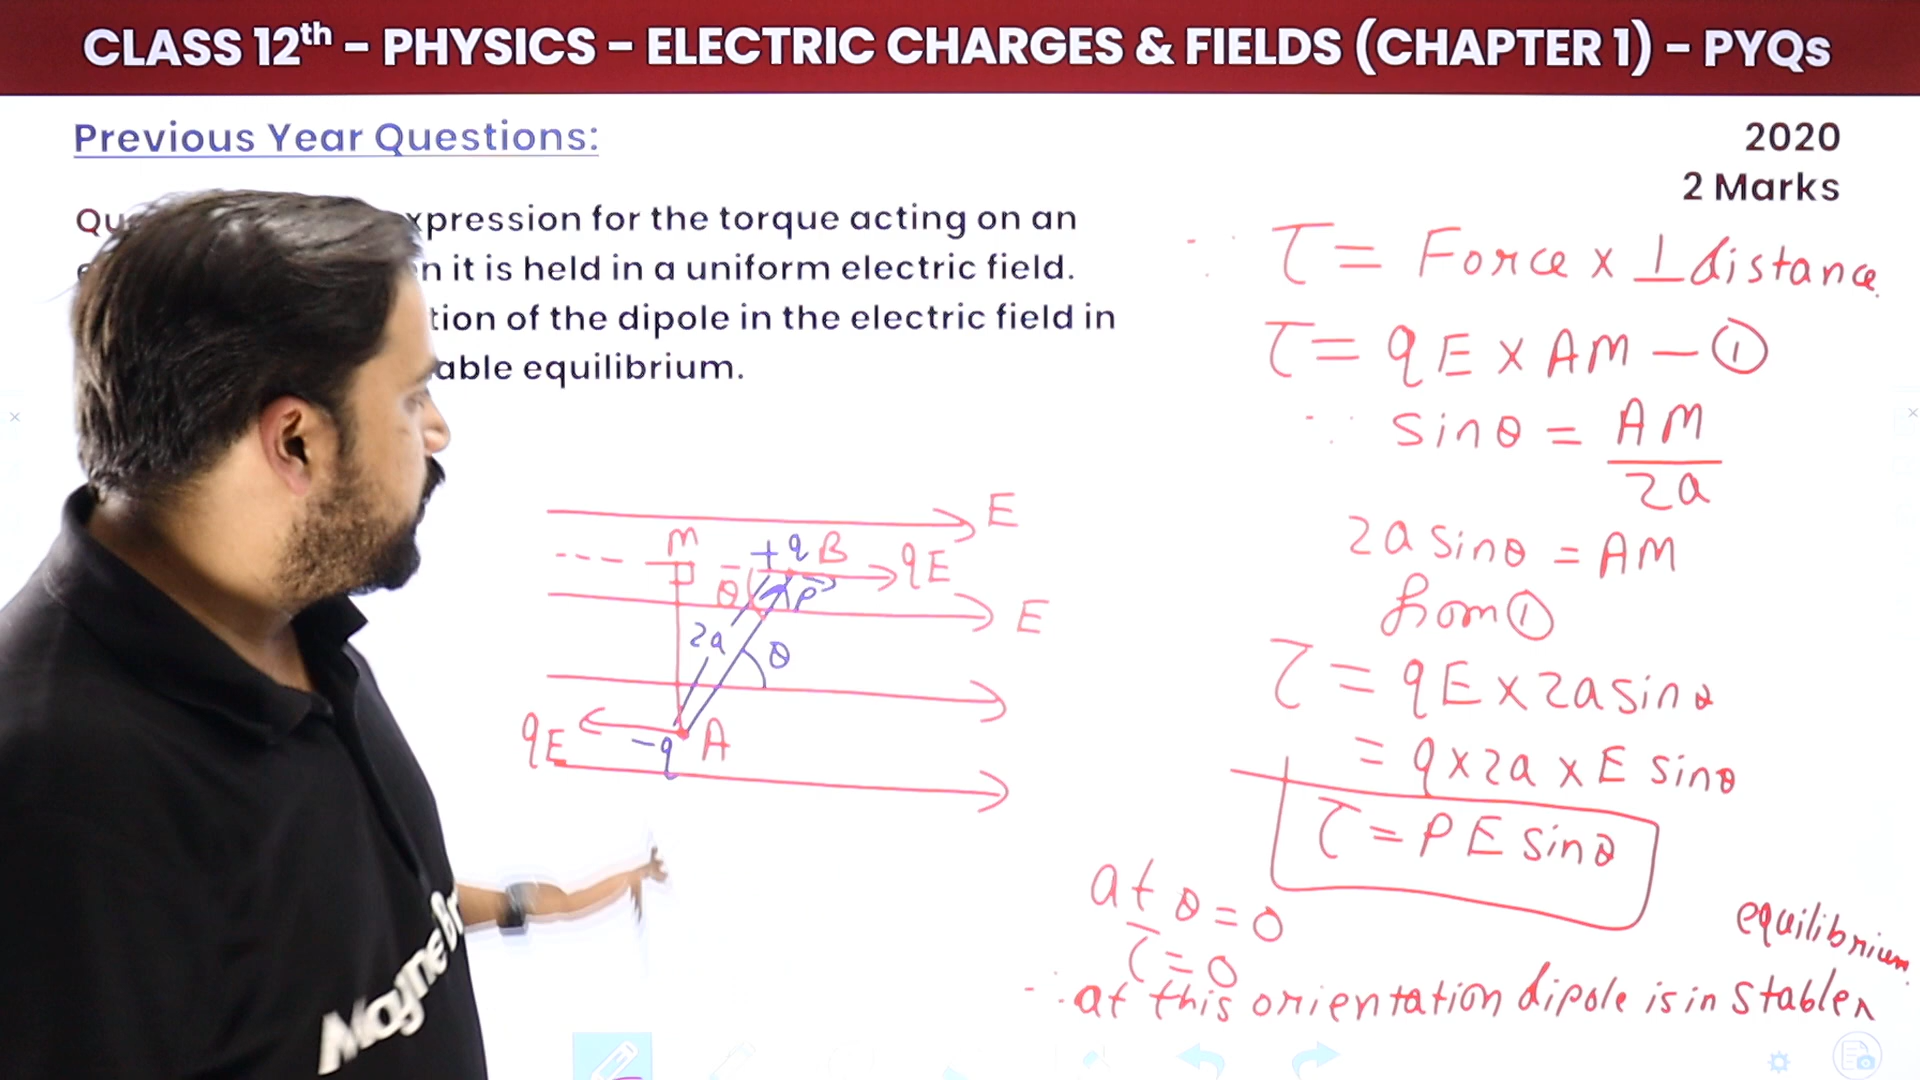 CLASS 12th – PHYSICS – ELECTRIC CHARGES & FIELDS (CHAPTER 1) – PYQs
Previous Year Questions:
2020
2 Marks
Qu xpression for the torque acting on an
n it is held in a uniform electric field.
tion of the dipole in the electric field in
able equilibrium.
∵ τ = Force × ⊥ distance
τ = qE × AM — ①
∵ sinθ = AM / 2a
2a sinθ = AM
from ①
τ = qE × 2a sinθ
= q × 2a × E sinθ
τ = PE sinθ
at θ = 0
τ = 0
∴ at this orientation dipole is in stable
equilibrium
E
M +q B qE
θ P
E
2a θ
qE -q A
Magne Br